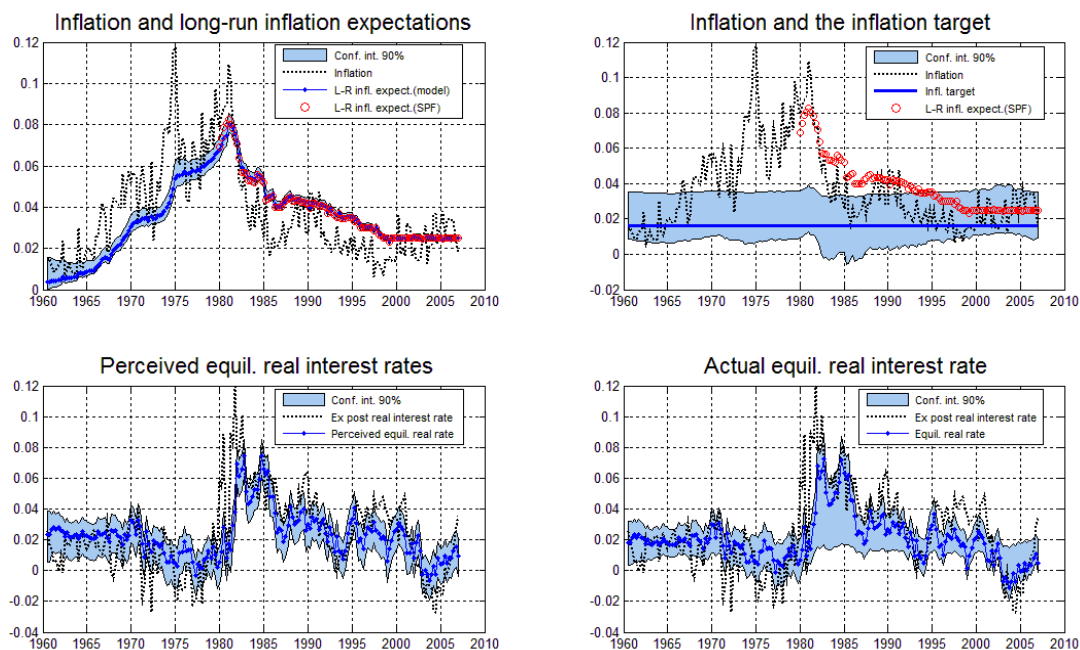 Inflation and long-run inflation expectations
0.12
0.1
0.08
0.06
0.04
0.02
0
1960 1965 1970 1975 1980 1985 1990 1995 2000 2005 2010
Conf. int. 90%
Inflation
L-R infl. expect.(model)
L-R infl. expect.(SPF)
Inflation and the inflation target
0.12
0.1
0.08
0.06
0.04
0.02
0
-0.02
1960 1965 1970 1975 1980 1985 1990 1995 2000 2005 2010
Conf. int. 90%
Inflation
Infl. target
L-R infl. expect.(SPF)
Perceived equil. real interest rates
0.12
0.1
0.08
0.06
0.04
0.02
0
-0.02
-0.04
1960 1965 1970 1975 1980 1985 1990 1995 2000 2005 2010
Conf. int. 90%
Ex post real interest rate
Perceived equil. real rate
Actual equil. real interest rate
0.12
0.1
0.08
0.06
0.04
0.02
0
-0.02
-0.04
1960 1965 1970 1975 1980 1985 1990 1995 2000 2005 2010
Conf. int. 90%
Ex post real interest rate
Equil. real rate